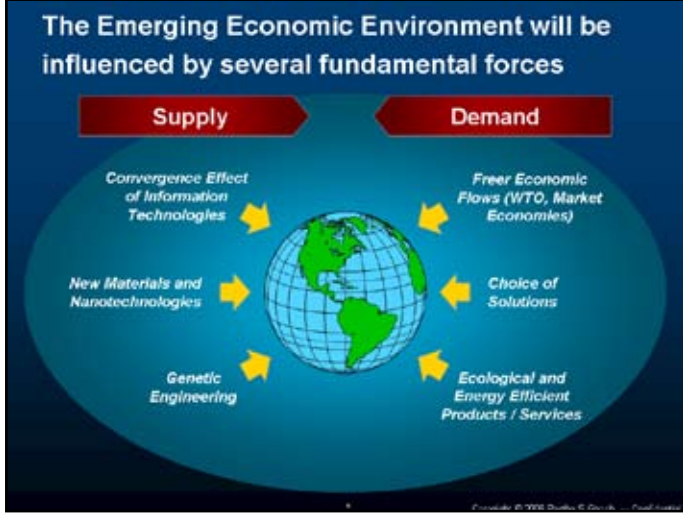 The Emerging Economic Environment will be
influenced by several fundamental forces
Supply
Demand
Convergence Effect
of Information
Technologies
Freer Economic
Flows (WTO, Market
Economies)
New Materials and
Nanotechnologies
Choice of
Solutions
Genetic
Engineering
Ecological and
Energy Efficient
Products / Services
Copyright ©